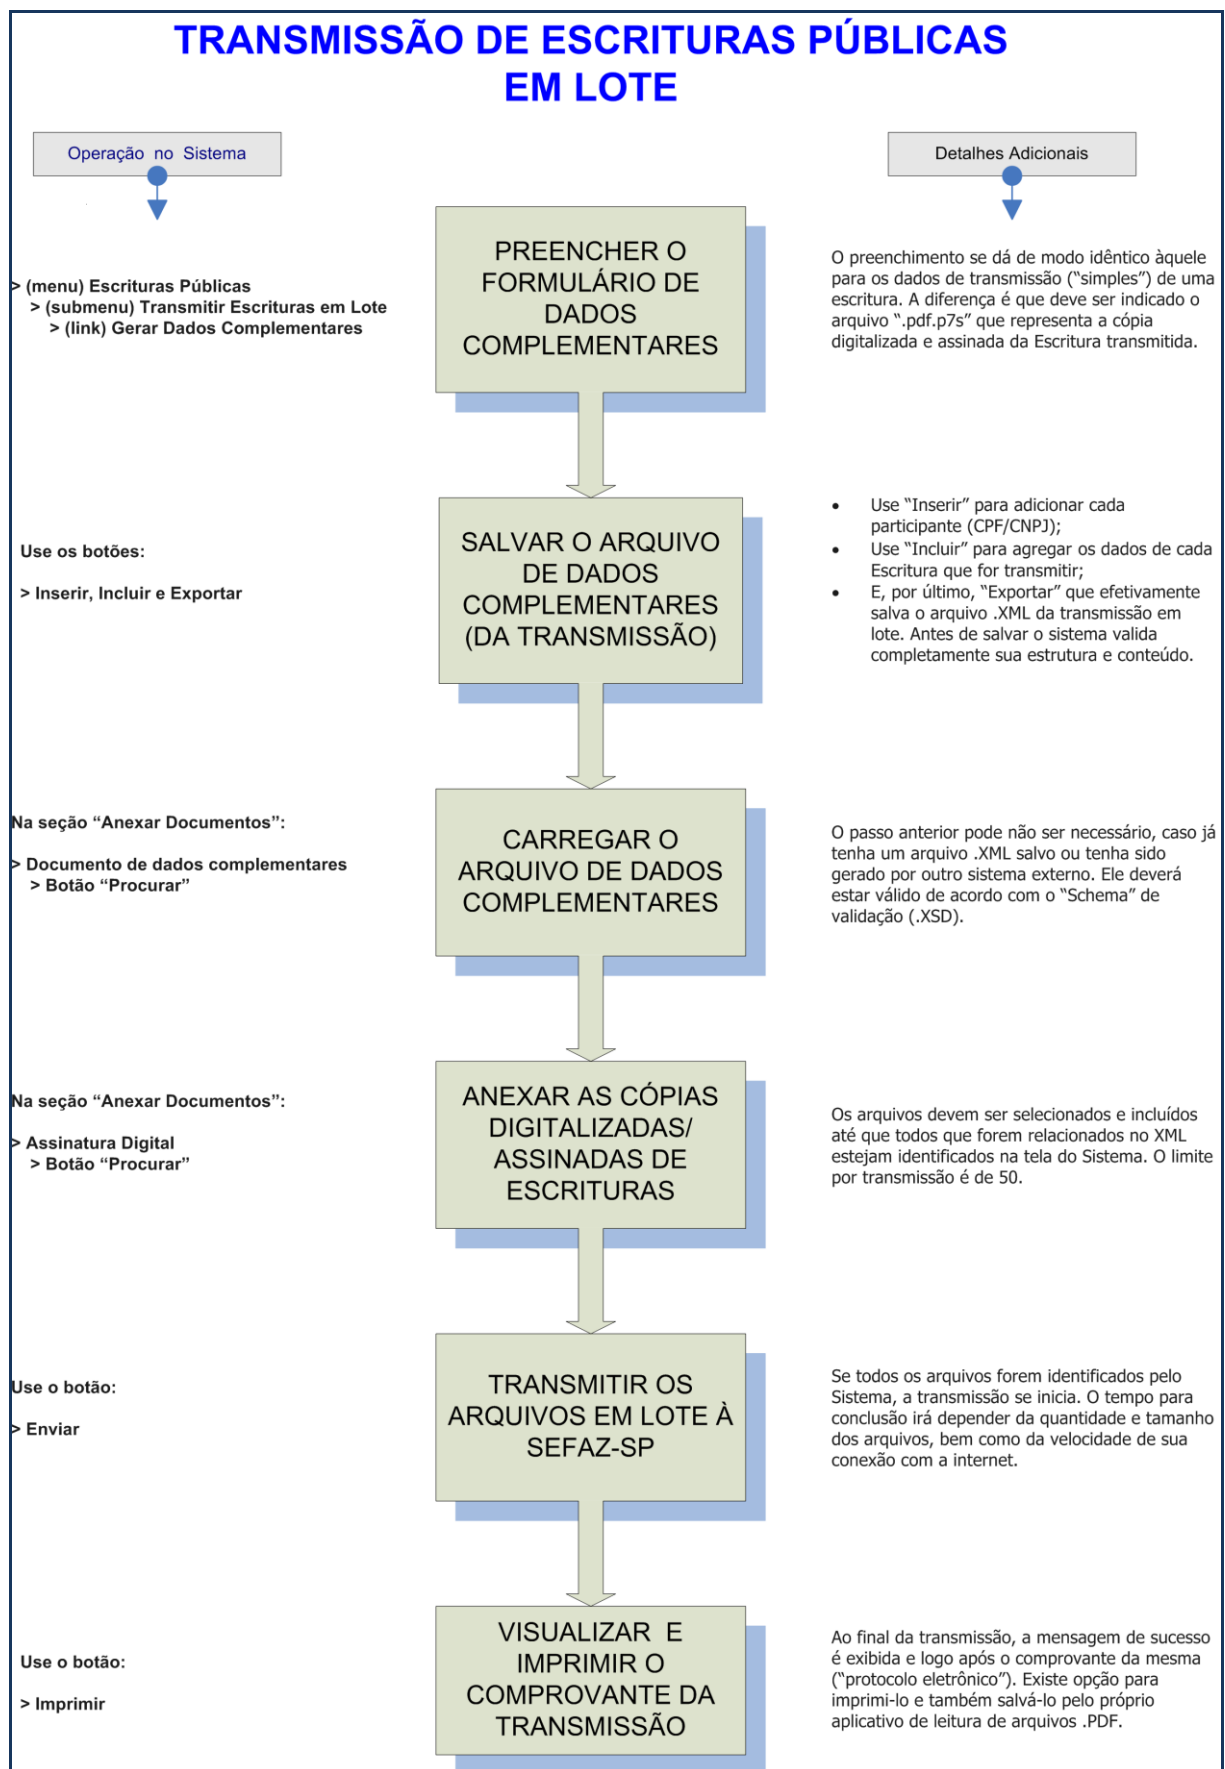 TRANSMISSÃO DE ESCRITURAS PÚBLICAS
EM LOTE
Operação no Sistema
Detalhes Adicionais
> (menu) Escrituras Públicas
> (submenu) Transmitir Escrituras em Lote
> (link) Gerar Dados Complementares
PREENCHER O
FORMULÁRIO DE
DADOS
COMPLEMENTARES
O preenchimento se dá de modo idêntico àquele
para os dados de transmissão (“simples”) de uma
escritura. A diferença é que deve ser indicado o
arquivo “.pdf.p7s” que representa a cópia
digitalizada e assinada da Escritura transmitida.
Use os botões:
> Inserir, Incluir e Exportar
SALVAR O ARQUIVO
DE DADOS
COMPLEMENTARES
(DA TRANSMISSÃO)
• Use “Inserir” para adicionar cada
participante (CPF/CNPJ);
• Use “Incluir” para agregar os dados de cada
Escritura que for transmitir;
• E, por último, “Exportar” que efetivamente
salva o arquivo .XML da transmissão em
lote. Antes de salvar o sistema valida
completamente sua estrutura e conteúdo.
Na seção “Anexar Documentos”:
> Documento de dados complementares
> Botão “Procurar”
CARREGAR O
ARQUIVO DE DADOS
COMPLEMENTARES
O passo anterior pode não ser necessário, caso já
tenha um arquivo .XML salvo ou tenha sido
gerado por outro sistema externo. Ele deverá
estar válido de acordo com o “Schema” de
validação (.XSD).
Na seção “Anexar Documentos”:
> Assinatura Digital
> Botão “Procurar”
ANEXAR AS CÓPIAS
DIGITALIZADAS/
ASSINADAS DE
ESCRITURAS
Os arquivos devem ser selecionados e incluídos
até que todos que forem relacionados no XML
estejam identificados na tela do Sistema. O limite
por transmissão é de 50.
Use o botão:
> Enviar
TRANSMITIR OS
ARQUIVOS EM LOTE À
SEFAZ-SP
Se todos os arquivos forem identificados pelo
Sistema, a transmissão se inicia. O tempo para
conclusão irá depender da quantidade e tamanho
dos arquivos, bem como da velocidade de sua
conexão com a internet.
Use o botão:
> Imprimir
VISUALIZAR E
IMPRIMIR O
COMPROVANTE DA
TRANSMISSÃO
Ao final da transmissão, a mensagem de sucesso
é exibida e logo após o comprovante da mesma
(“protocolo eletrônico”). Existe opção para
imprimi-lo e também salvá-lo pelo próprio
aplicativo de leitura de arquivos .PDF.